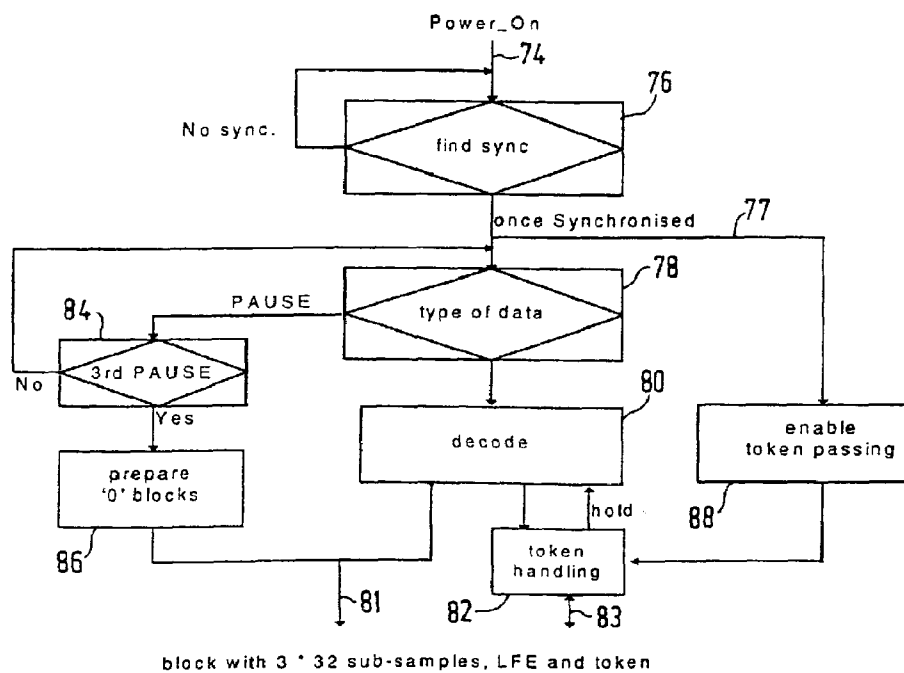 Power_On
74
76
No sync.
find sync
once Synchronised
77
78
PAUSE
type of data
84
3rd PAUSE
No
Yes
80
decode
enable
token passing
prepare
'0' blocks
hold
88
86
token
handling
81
82
83
block with 3 * 32 sub-samples, LFE and token